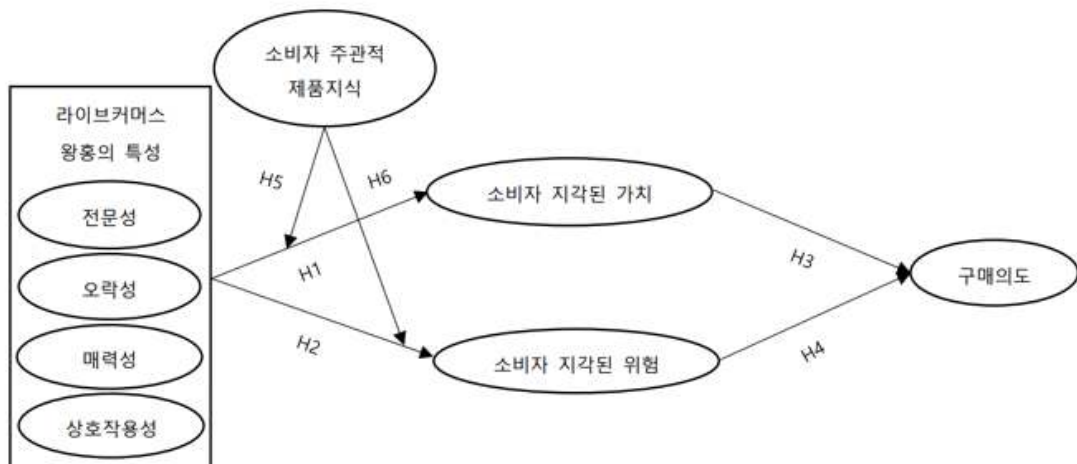 소비자 주관적
제품지식
라이브커머스
왕홍의 특성
전문성
오락성
매력성
상호작용성
H5
H6
H1
H2
소비자 지각된 가치
소비자 지각된 위험
H3
H4
구매의도